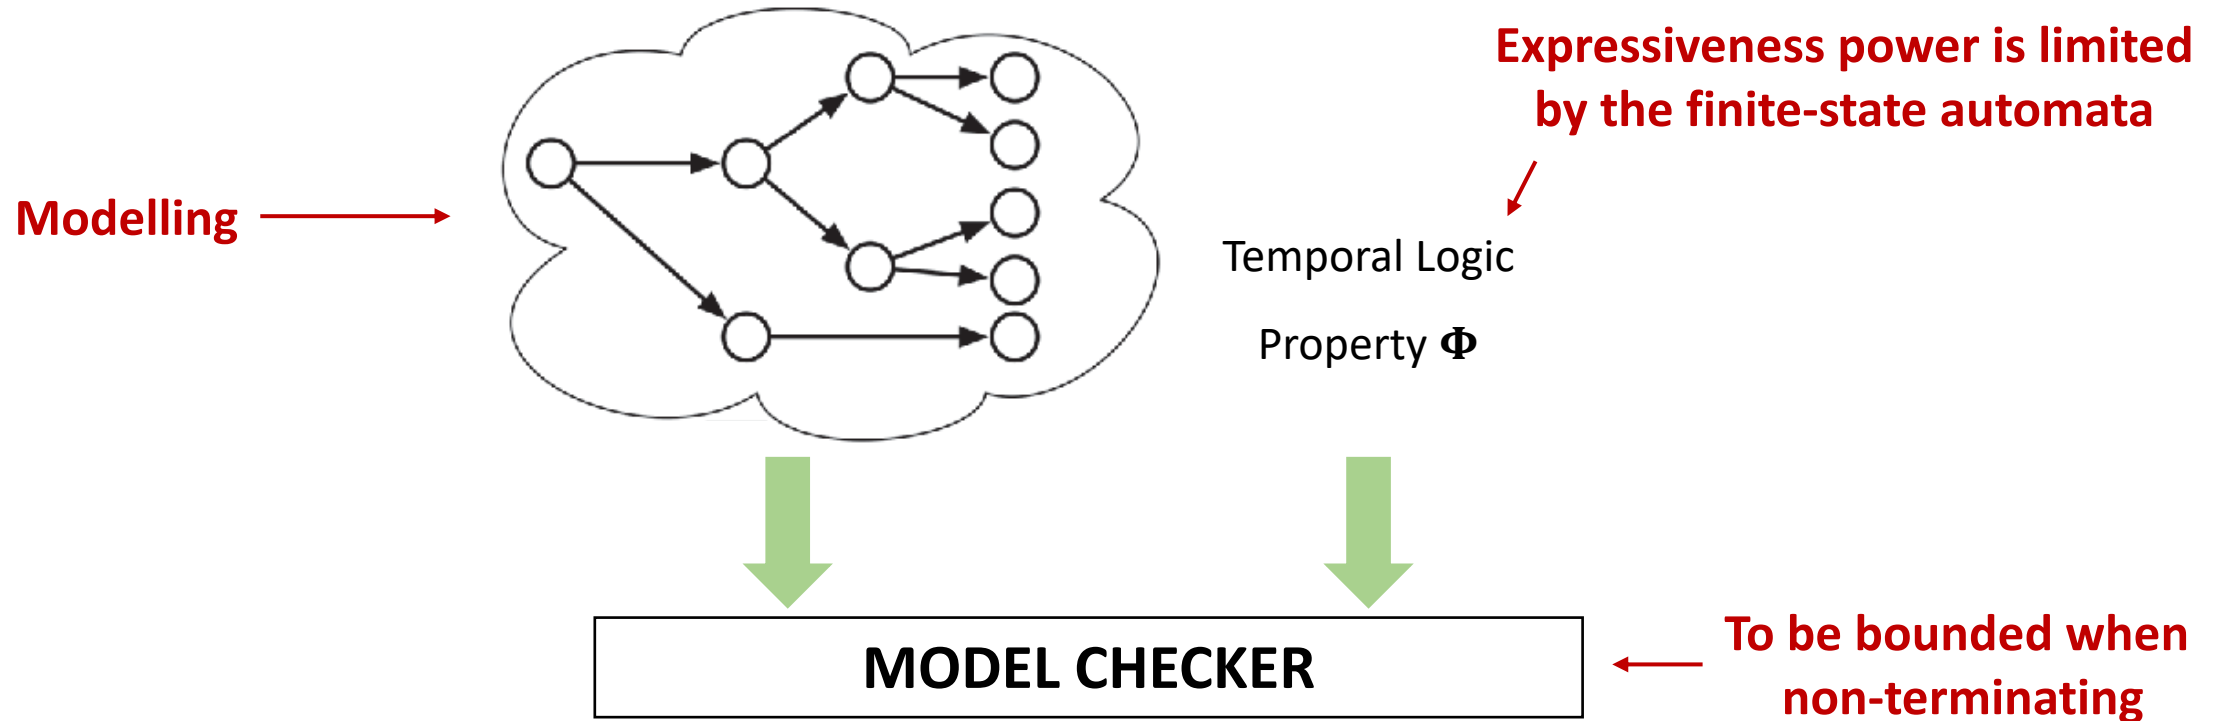 Expressiveness power is limited
by the finite-state automata
Modelling
Temporal Logic
Property Φ
MODEL CHECKER
To be bounded when
non-terminating